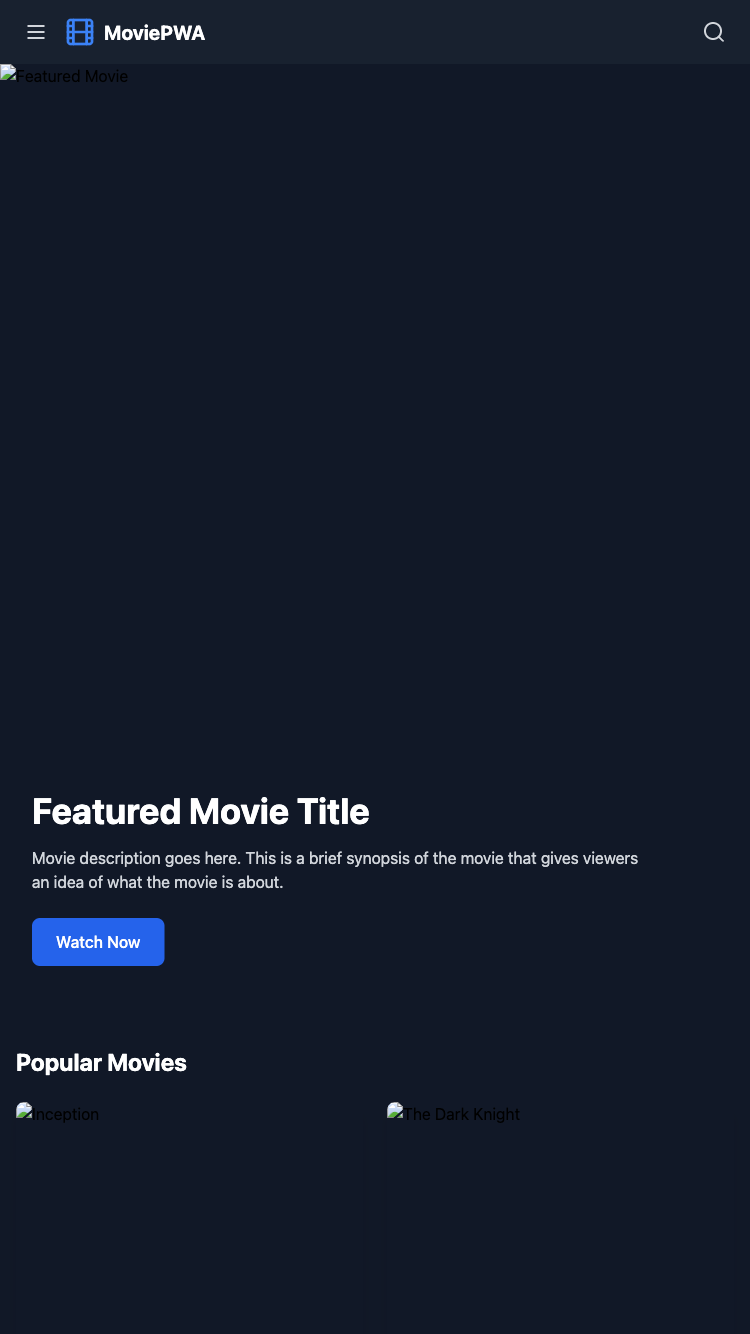 MoviePWA
Featured Movie
Featured Movie Title
Movie description goes here. This is a brief synopsis of the movie that gives viewers
an idea of what the movie is about.
Watch Now
Popular Movies
Inception
The Dark Knight